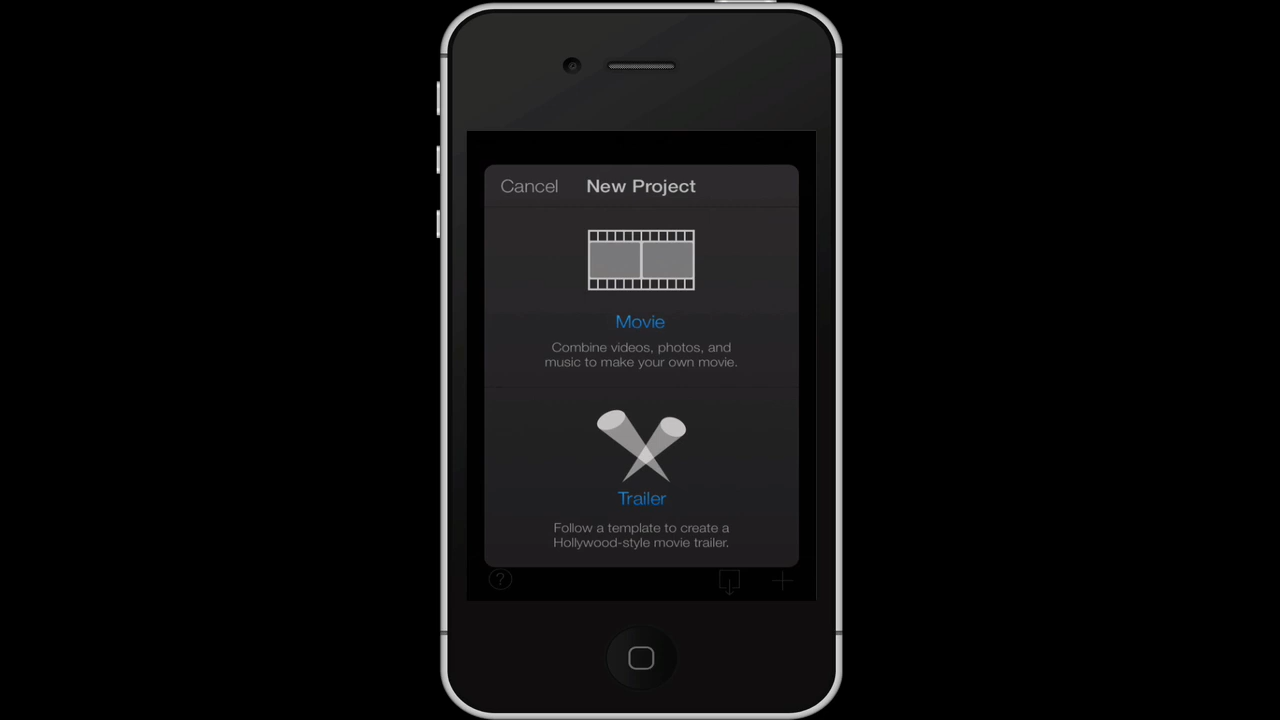 Cancel New Project
Movie
Combine videos, photos, and
music to make your own movie.
Trailer
Follow a template to create a
Hollywood-style movie trailer.
?